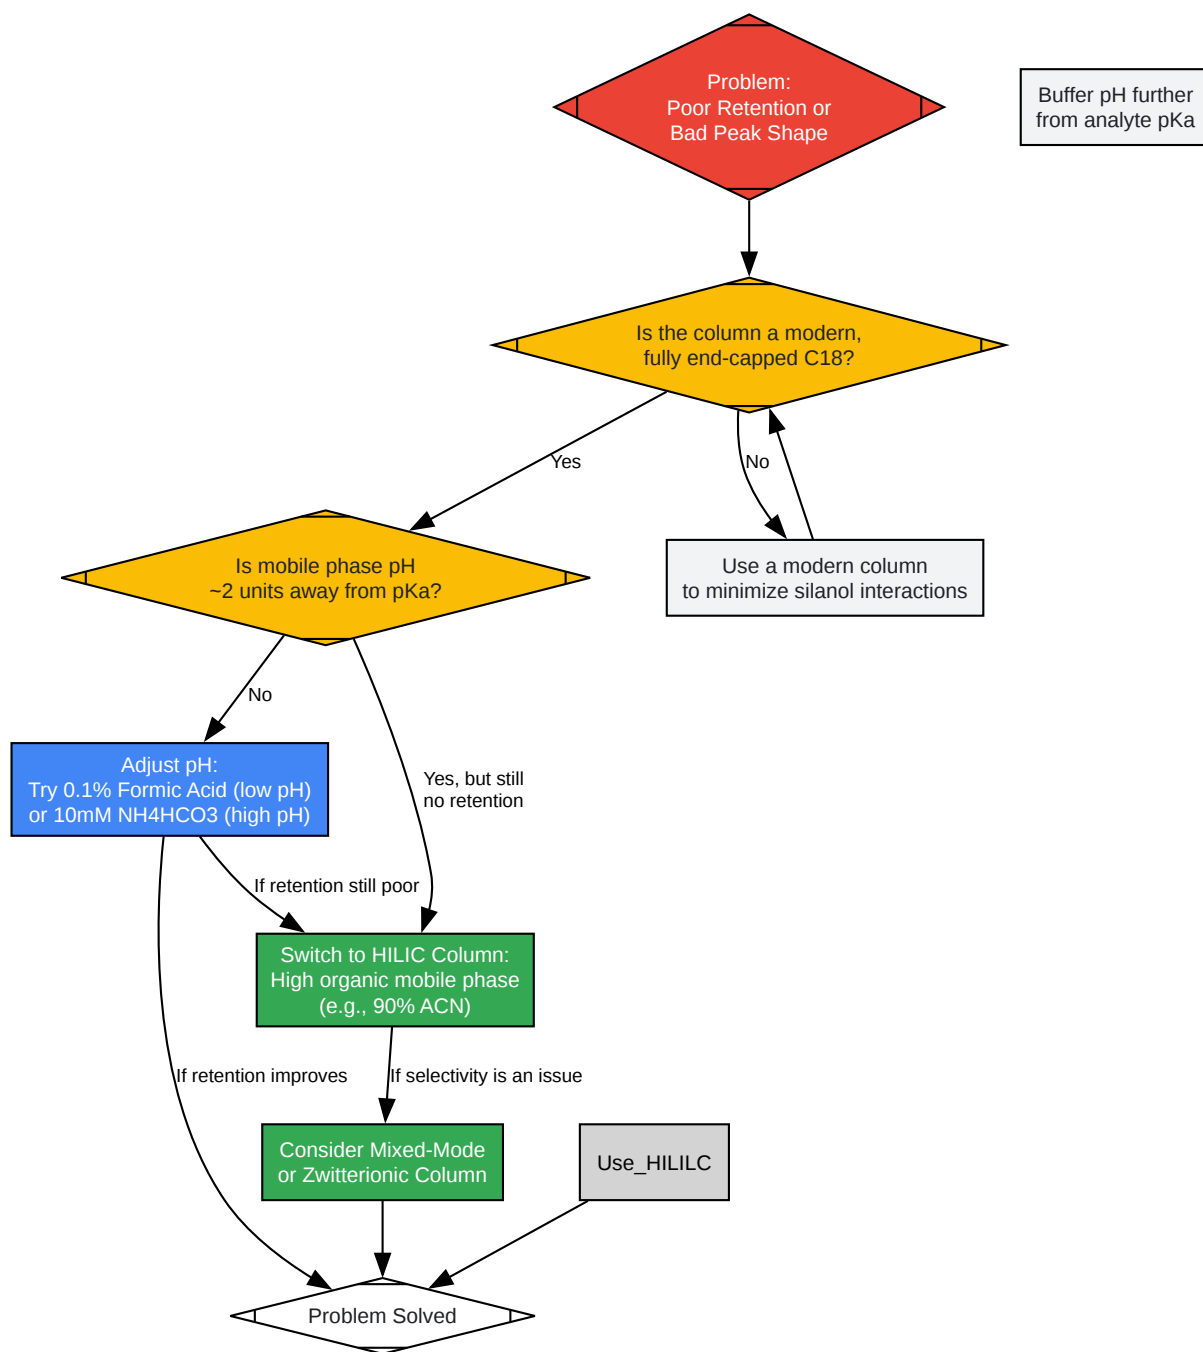 Problem:
Poor Retention or
Bad Peak Shape
Buffer pH further
from analyte pKa
Is the column a modern,
fully end-capped C18?
Yes
No
Is mobile phase pH
~2 units away from pKa?
Use a modern column
to minimize silanol interactions
No
Adjust pH:
Try 0.1% Formic Acid (low pH)
or 10mM NH4HCO3 (high pH)
Yes, but still
no retention
If retention still poor
Switch to HILIC Column:
High organic mobile phase
(e.g., 90% ACN)
If retention improves
If selectivity is an issue
Consider Mixed-Mode
or Zwitterionic Column
Use_HILILC
Problem Solved